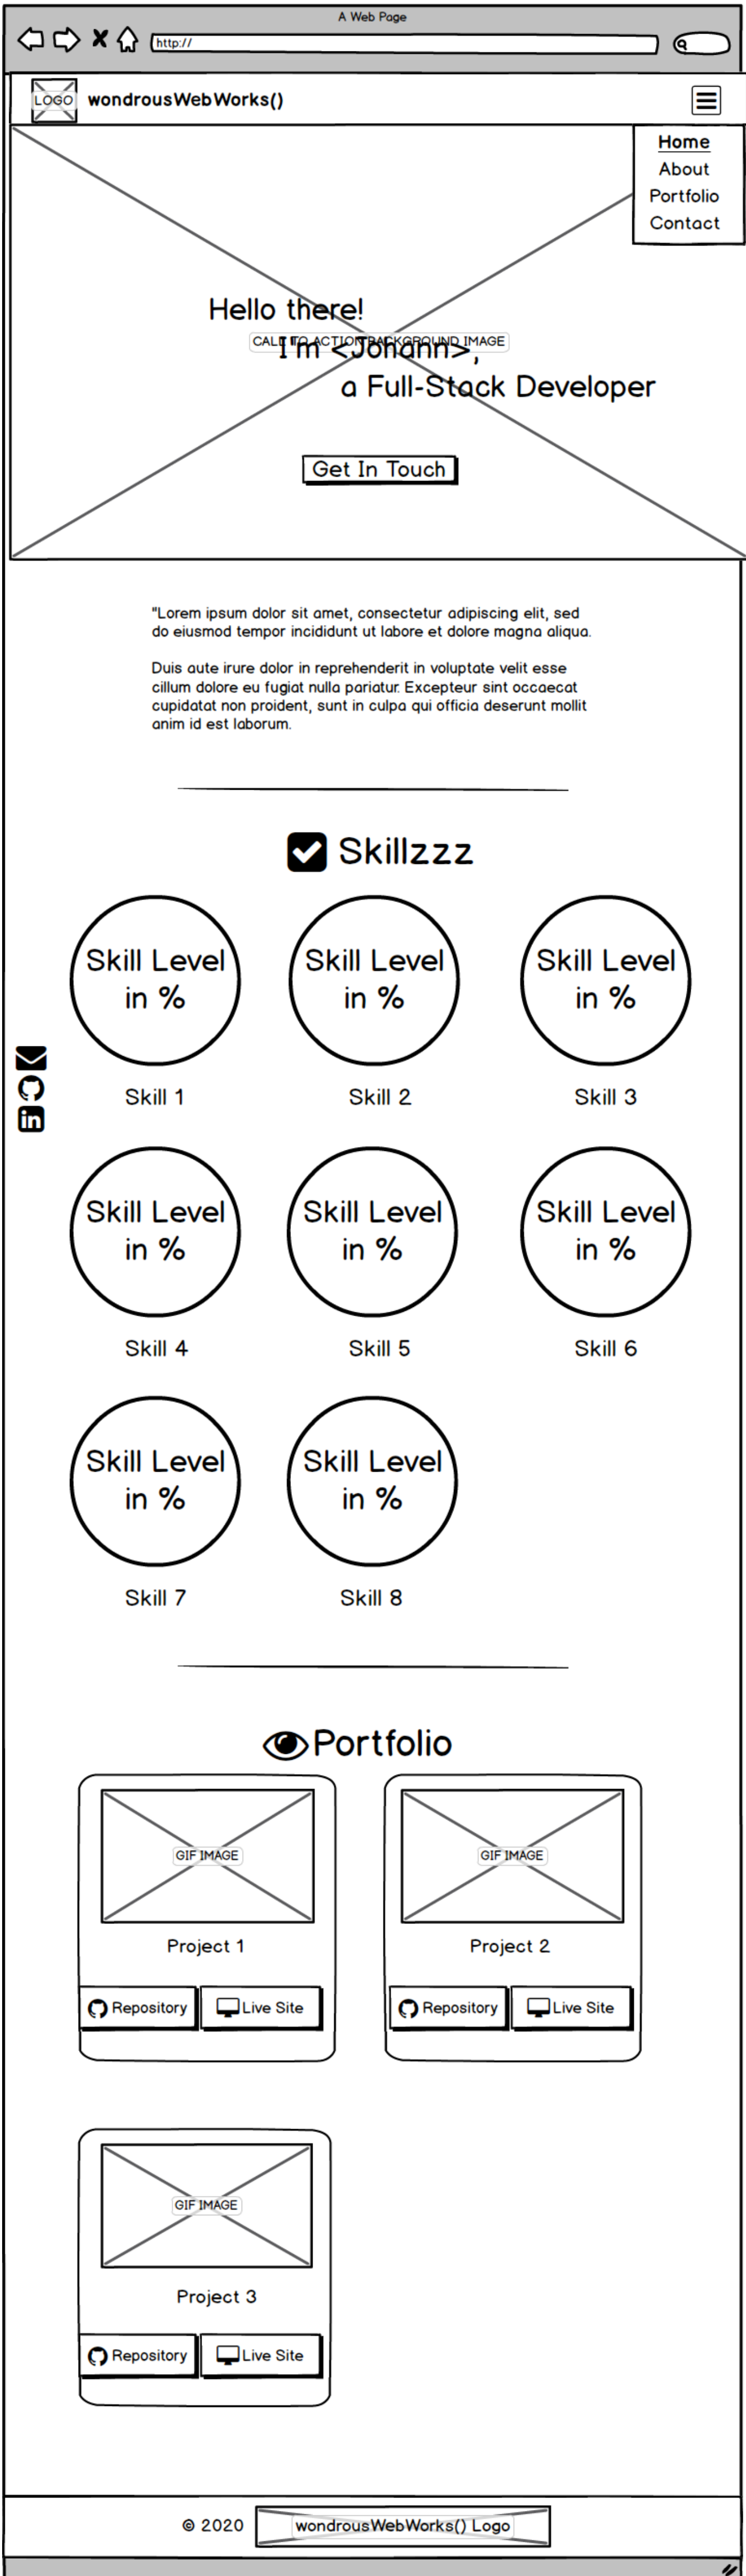 A Web Page
http://
LOGO wondrousWebWorks()
Home
About
Portfolio
Contact
Hello there!
CALL TO ACTION BACKGROUND IMAGE
I'm <Johann>,
a Full-Stack Developer
Get In Touch
"Lorem ipsum dolor sit amet, consectetur adipiscing elit, sed
do eiusmod tempor incididunt ut labore et dolore magna aliqua.
Duis aute irure dolor in reprehenderit in voluptate velit esse
cillum dolore eu fugiat nulla pariatur. Excepteur sint occaecat
cupidatat non proident, sunt in culpa qui officia deserunt mollit
anim id est laborum.
Skillzzz
Skill Level
in %
Skill Level
in %
Skill Level
in %
Skill 1
Skill 2
Skill 3
in
Skill Level
in %
Skill Level
in %
Skill Level
in %
Skill 4
Skill 5
Skill 6
Skill Level
in %
Skill Level
in %
Skill 7
Skill 8
Portfolio
GIF IMAGE
Project 1
Repository
Live Site
GIF IMAGE
Project 2
Repository
Live Site
GIF IMAGE
Project 3
Repository
Live Site
© 2020
wondrousWebWorks() Logo